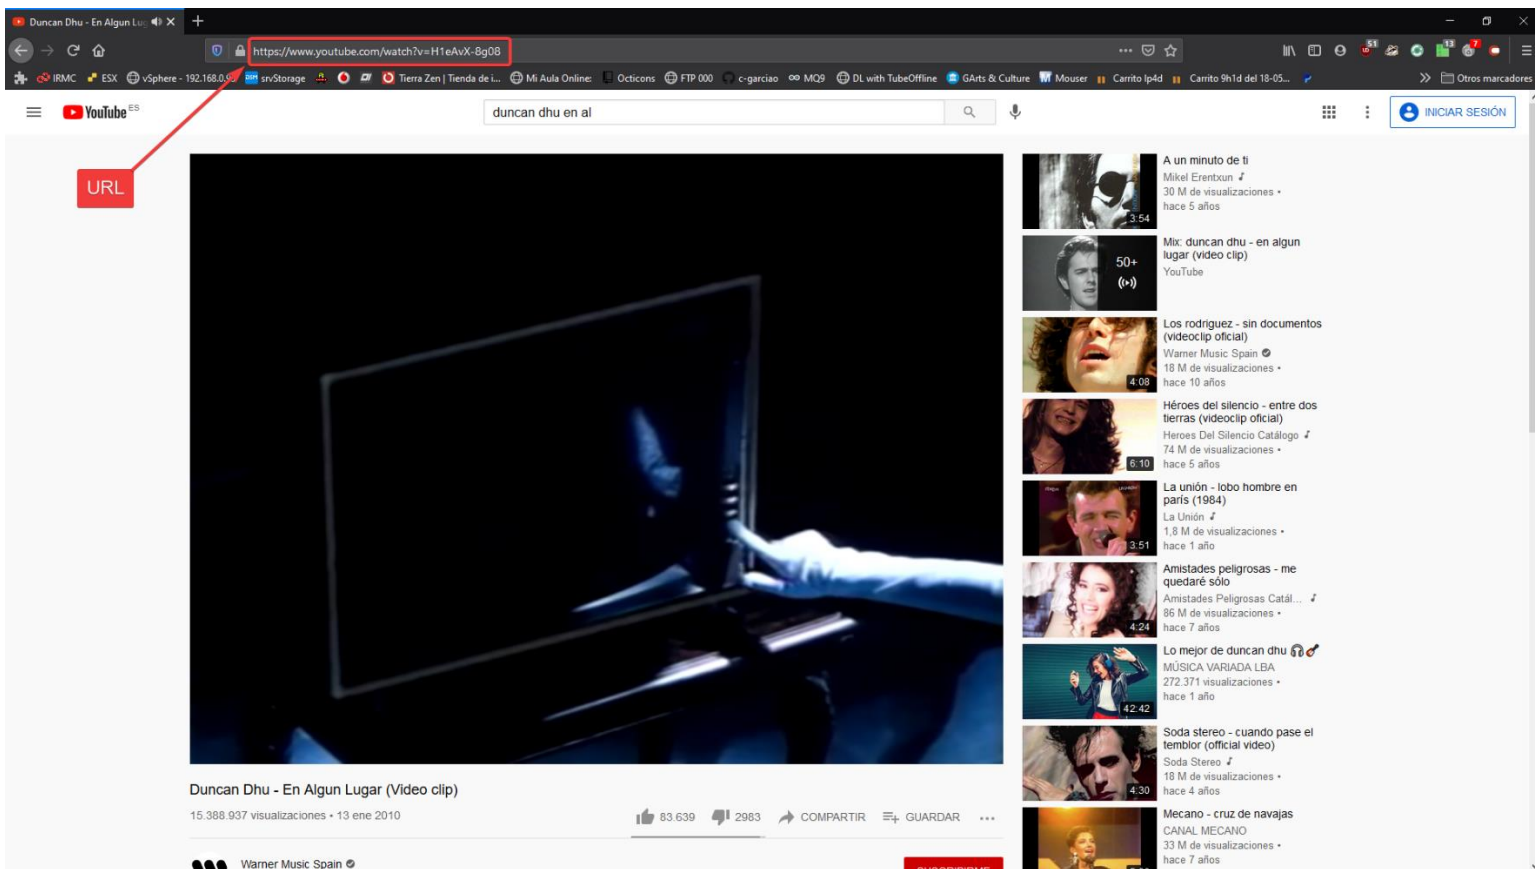 Duncan Dhu - En Algun Lug
https://www.youtube.com/watch?v=H1eAvX-8g08
51
13
7
IRMC
ESX
vSphere - 192.168.0.
srvStorage
Tierra Zen | Tienda de i...
Mi Aula Online:
Octicons
FTP 000
c-garciao
MQ9
DL with TubeOffline
GArts & Culture
Mouser
Carrito Ip4d
Carrito 9h1d del 18-05...
Otros marcadores
YouTube ES
duncan dhu en al
INICIAR SESIÓN
URL
A un minuto de ti
Mikel Erentxun
30 M de visualizaciones •
hace 5 años
3:54
Mix: duncan dhu - en algun
lugar (video clip)
YouTube
50+
Los rodriguez - sin documentos
(videoclip oficial)
Warner Music Spain
18 M de visualizaciones •
hace 10 años
4:08
Héroes del silencio - entre dos
tierras (videoclip oficial)
Heroes Del Silencio Catálogo
74 M de visualizaciones •
hace 5 años
6:10
La unión - lobo hombre en
parís (1984)
La Unión
1,8 M de visualizaciones •
hace 1 año
3:51
Amistades peligrosas - me
quedaré sólo
Amistades Peligrosas Catál...
86 M de visualizaciones •
hace 7 años
4:24
Lo mejor de duncan dhu
MÚSICA VARIADA LBA
272.371 visualizaciones •
hace 1 año
42:42
Soda stereo - cuando pase el
temblor (official video)
Soda Stereo
18 M de visualizaciones •
hace 4 años
4:30
Mecano - cruz de navajas
CANAL MECANO
33 M de visualizaciones •
hace 7 años
Duncan Dhu - En Algun Lugar (Video clip)
15.388.937 visualizaciones • 13 ene 2010
83.639
2983
COMPARTIR
GUARDAR
Warner Music Spain